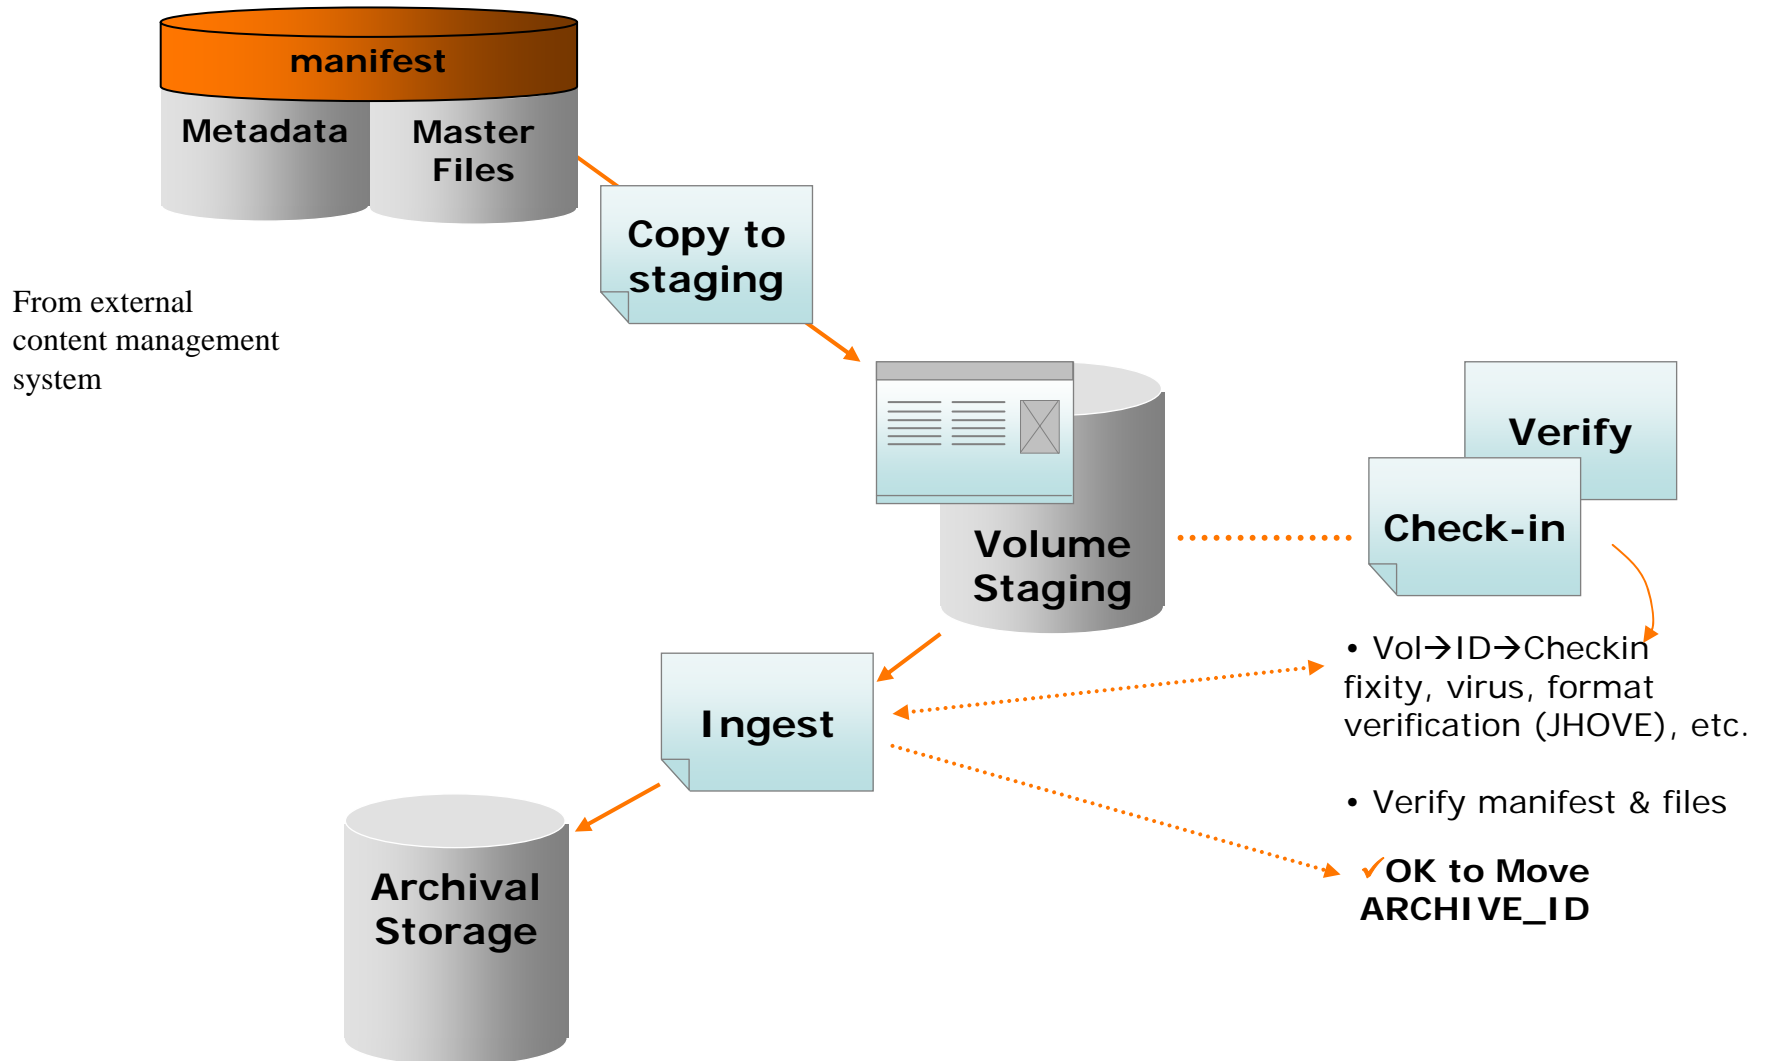 manifest
Metadata
Master
Files
Copy to
staging
From external
content management
system
Verify
Check-in
Volume
Staging
• Vol→ID→Checkin
fixity, virus, format
verification (JHOVE), etc.
Ingest
• Verify manifest & files
✓OK to Move
ARCHIVE_ID
Archival
Storage